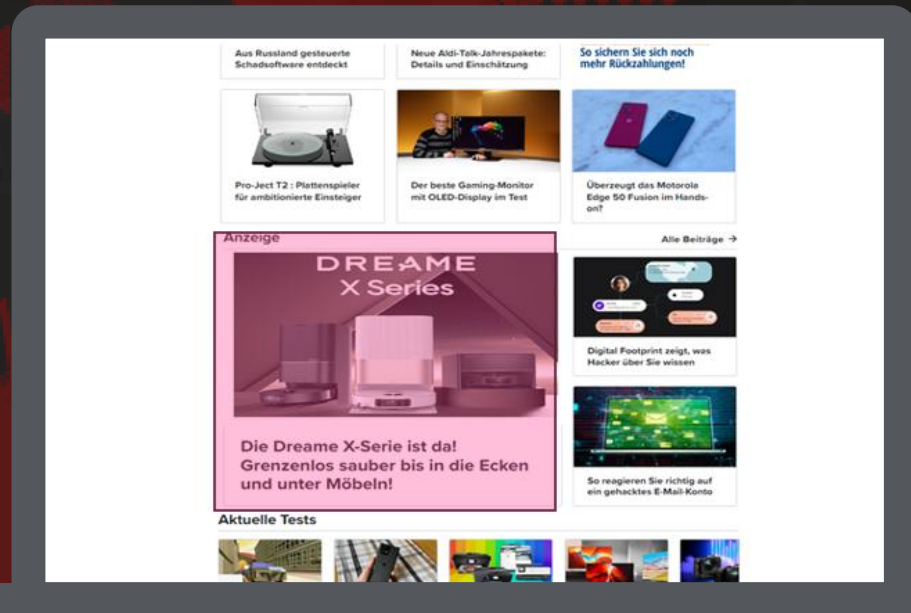 Aus Russland gesteuerte
Schadsoftware entdeckt
Neue Aldi-Talk-Jahrespakete:
Details und Einschätzung
So sichern Sie sich noch
mehr Rückzahlungen!
Pro-Ject T2 : Plattenspieler
für ambitionierte Einsteiger
Der beste Gaming-Monitor
mit OLED-Display im Test
Überzeugt das Motorola
Edge 50 Fusion im Hands-
on?
Anzeige
Alle Beiträge →
DREAME
X Series
Die Dreame X-Serie ist da!
Grenzenlos sauber bis in die Ecken
und unter Möbeln!
Digital Footprint zeigt, was
Hacker über Sie wissen
So reagieren Sie richtig auf
ein gehacktes E-Mail-Konto
Aktuelle Tests